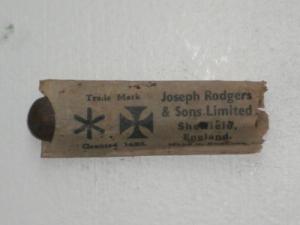 Trade Mark
Granted 1682.
Joseph Rodgers
& Sons Limited
Sheffield,
England.